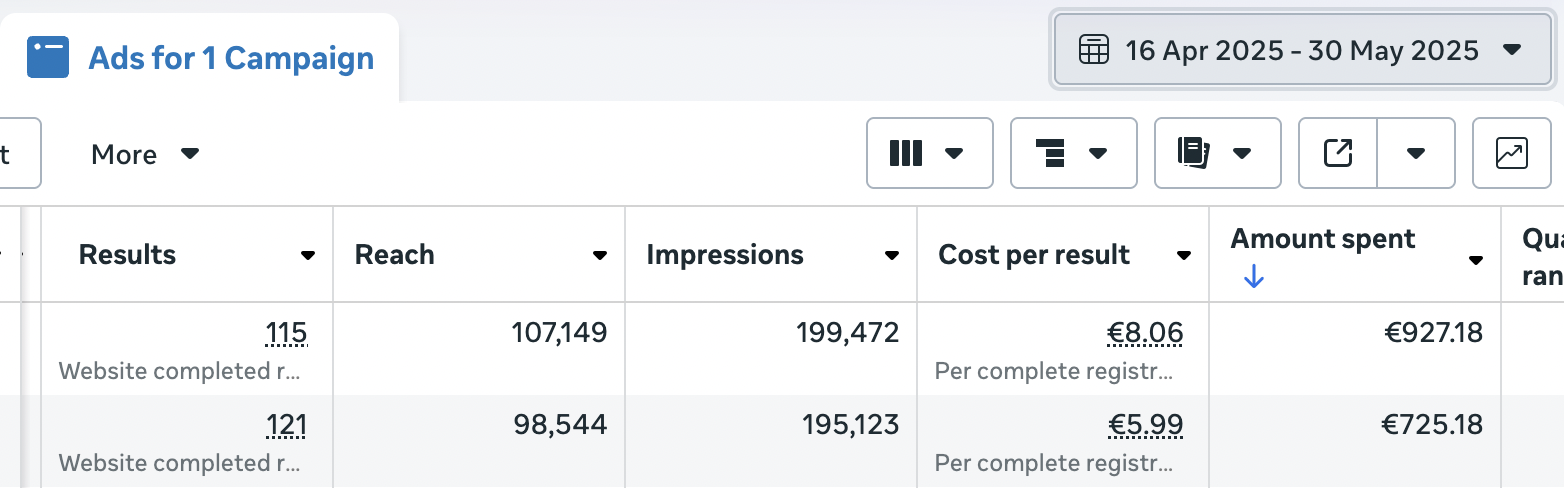 Ads for 1 Campaign
16 Apr 2025 - 30 May 2025
t
More
Results
Reach
Impressions
Cost per result
Amount spent
Qua
ran
115
107,149
199,472
€8.06
€927.18
Website completed r...
Per complete registr...
121
98,544
195,123
€5.99
€725.18
Website completed r...
Per complete registr...